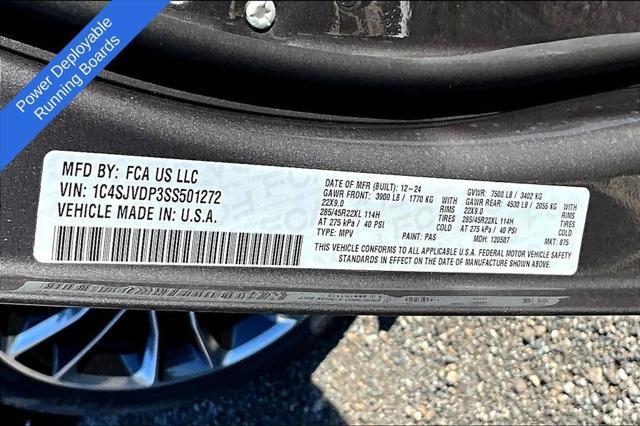 Power Deployable
Running Boards
MFD BY: FCA US LLC
VIN: 1C4SJVDP3SS501272
VEHICLE MADE IN: U.S.A.
DATE OF MFR (BUILT): 12-24 GVWR: 7500 LB / 3402 KG
GAWR FRONT: 3900 LB / 1770 KG GAWR REAR: 4530 LB / 2055 KG
22X9.0 RIMS 22X9.0 RIMS
285/45R22XL 114H TIRES 285/45R22XL 114H TIRES
AT 275 kPa / 40 PSI COLD AT 275 kPa / 40 PSI COLD
TYPE: MPV PAINT: PAS MDH: 120507 MKT: 875
THIS VEHICLE CONFORMS TO ALL APPLICABLE U.S.A. FEDERAL MOTOR VEHICLE SAFETY
STANDARDS IN EFFECT ON THE DATE OF MANUFACTURE SHOWN ABOVE.